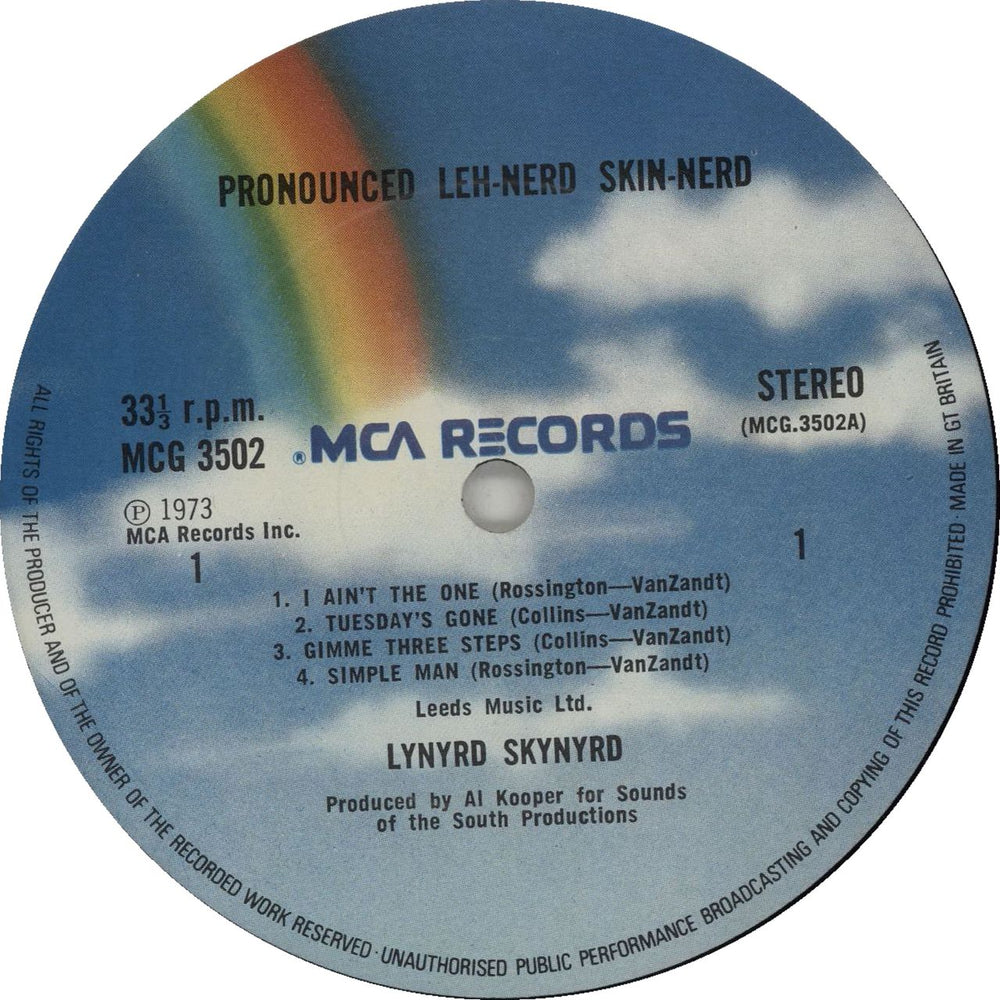 PRONOUNCED LEH-NERD SKIN-NERD
33⅓ r.p.m.
MCG 3502
® MCA RECORDS
STEREO
(MCG.3502A)
Ⓟ 1973
MCA Records Inc.
1
1
1. I AIN'T THE ONE (Rossington—VanZandt)
2. TUESDAY'S GONE (Collins—VanZandt)
3. GIMME THREE STEPS (Collins—VanZandt)
4. SIMPLE MAN (Rossington—VanZandt)
Leeds Music Ltd.
LYNYRD SKYNYRD
Produced by Al Kooper for Sounds
of the South Productions
ALL RIGHTS OF THE PRODUCER AND OF THE OWNER OF THE RECORDED WORK RESERVED · UNAUTHORISED PUBLIC PERFORMANCE BROADCASTING AND COPYING OF THIS RECORD PROHIBITED · MADE IN GT BRITAIN